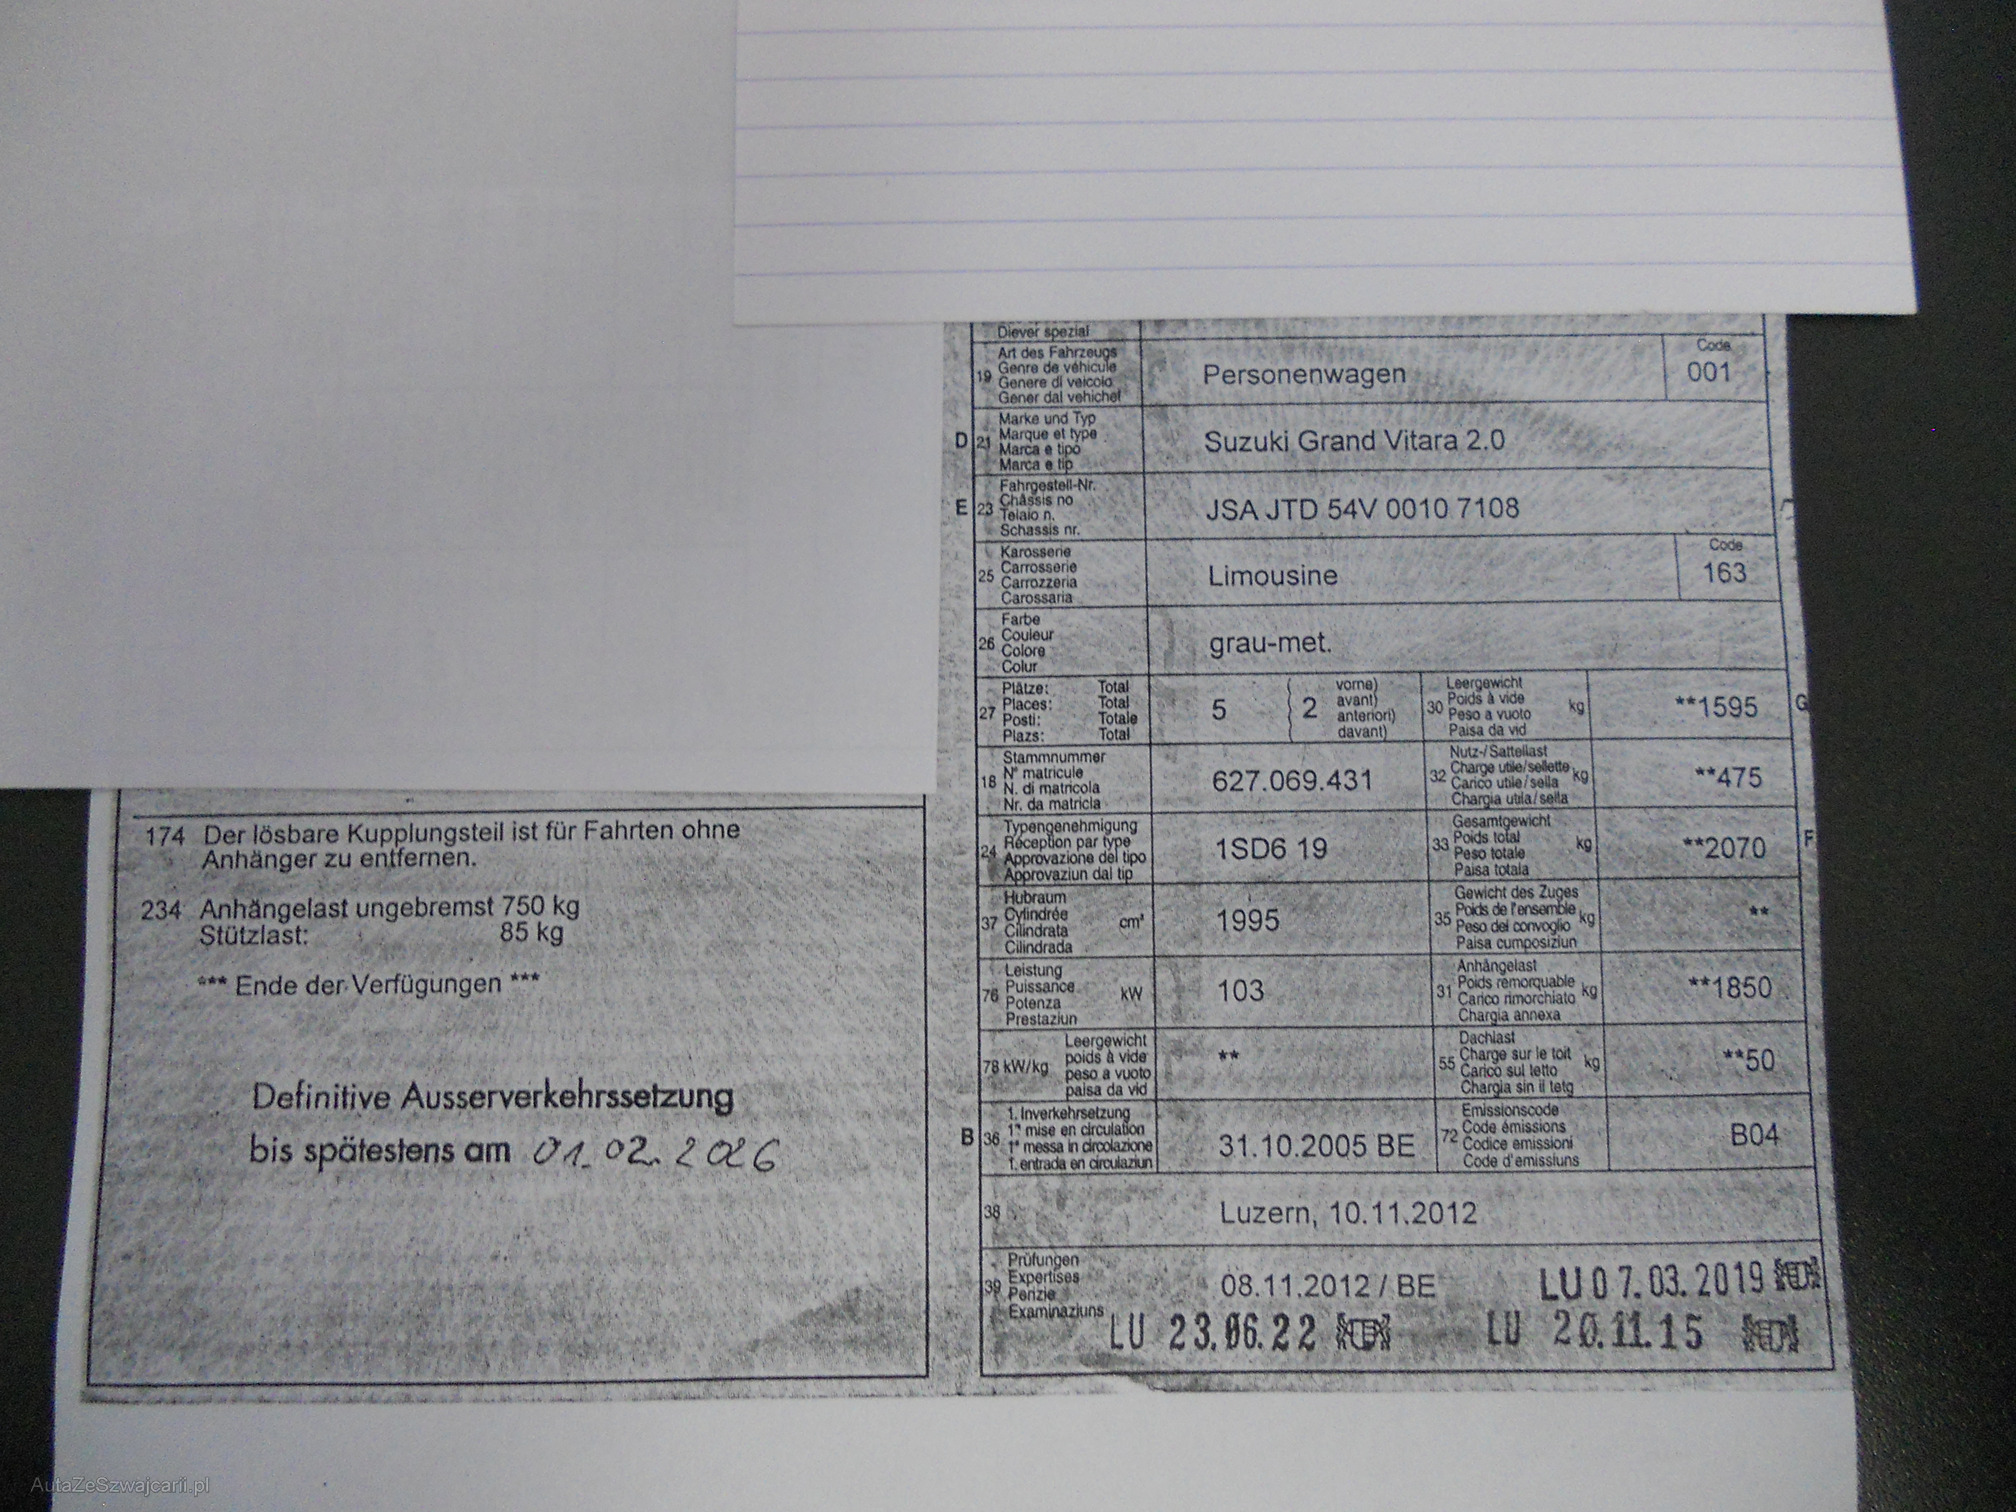 174 Der lösbare Kupplungsteil ist für Fahrten ohne
Anhänger zu entfernen.
234 Anhängelast ungebremst 750 kg
Stützlast: 85 kg
*** Ende der Verfügungen ***
Definitive Ausserverkehrssetzung
bis spätestens am 01.02.2026
Diever spezial
19 Art des Fahrzeugs
Genre de véhicule
Genere di veicolo
Gener dal vehichel
Personenwagen
Code
001
D 21 Marke und Typ
Marque et type
Marca e tipo
Marca e tip
Suzuki Grand Vitara 2.0
E 23 Fahrgestell-Nr.
Châssis no
Telaio n.
Schassis nr.
JSA JTD 54V 0010 7108
25 Karosserie
Carrosserie
Carrozzeria
Carossaria
Limousine
Code
163
26 Farbe
Couleur
Colore
Colur
grau-met.
27 Plätze: Total
Places: Total
Posti: Totale
Plazs: Total
5 2
vorne)
avant)
anteriori)
davant)
30 Leergewicht
Poids à vide
Peso a vuoto
Paisa da vid
kg **1595 G
18 Stammnummer
N° matricule
N. di matricola
Nr. da matricla
627.069.431
32 Nutz-/Sattellast
Charge utile/sellette
Carico utile/sella
Chargia utila/sella
kg **475
24 Typengenehmigung
Réception par type
Approvazione del tipo
Approvaziun dal tip
1SD6 19
33 Gesamtgewicht
Poids total
Peso totale
Paisa totala
kg **2070 F
37 Hubraum
Cylindrée
Cilindrata
Cilindrada
cm³ 1995
35 Gewicht des Zuges
Poids de l'ensemble
Peso del convoglio
Paisa cumposiziun
kg **
76 Leistung
Puissance
Potenza
Prestaziun
kW 103
31 Anhängelast
Poids remorquable
Carico rimorchiato
Chargia annexa
kg **1850
78 kW/kg Leergewicht
poids à vide
peso a vuoto
paisa da vid
**
55 Dachlast
Charge sur le toit
Carico sul tetto
Chargia sin il tetg
kg **50
B 36 1. Inverkehrsetzung
1re mise en circulation
1a messa in circolazione
1. entrada en circulaziun
31.10.2005 BE
72 Emissionscode
Code émissions
Codice emissioni
Code d'emissiuns
B04
38 Luzern, 10.11.2012
39 Prüfungen
Expertises
Perizie
Examinaziuns
08.11.2012 / BE LU 07.03.2019
LU 23.06.22 LU 20.11.15
AutaZeSzwajcarii.pl